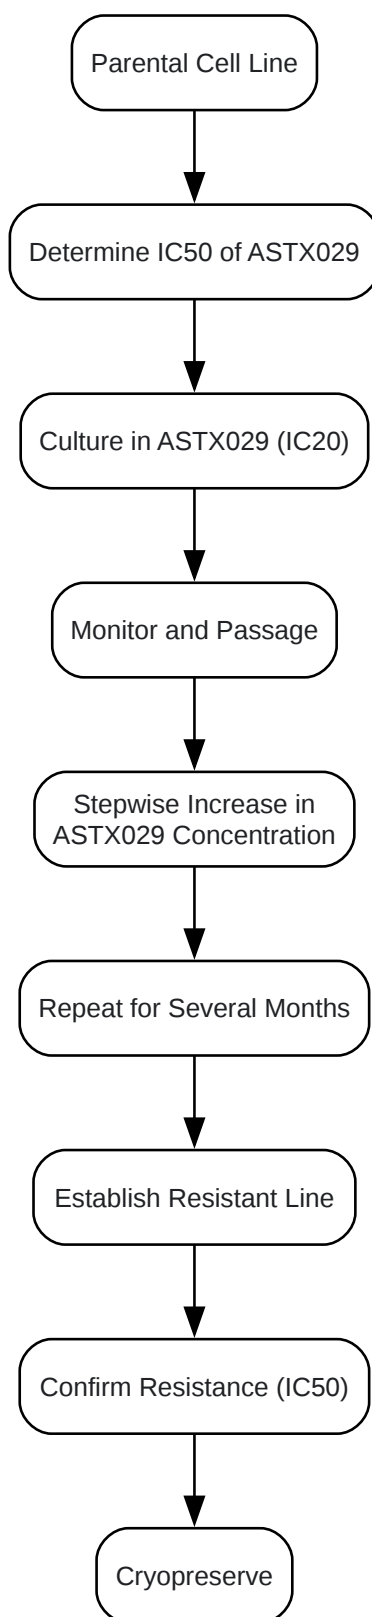 Parental Cell Line
Determine IC50 of ASTX029
Culture in ASTX029 (IC20)
Monitor and Passage
Stepwise Increase in
ASTX029 Concentration
Repeat for Several Months
Establish Resistant Line
Confirm Resistance (IC50)
Cryopreserve